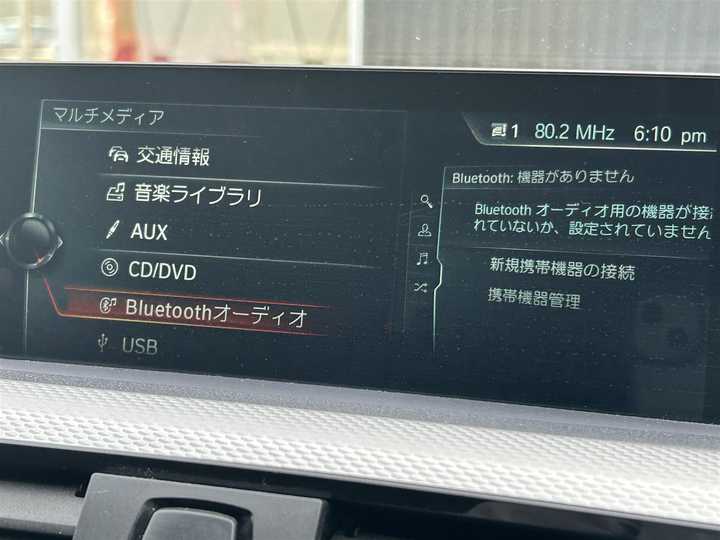 マルチメディア
1 80.2 MHz 6:10 pm
交通情報
音楽ライブラリ
AUX
CD/DVD
Bluetoothオーディオ
USB
Bluetooth: 機器がありません
Bluetooth オーディオ用の機器が接
れていないか、設定されていません
新規携帯機器の接続
携帯機器管理